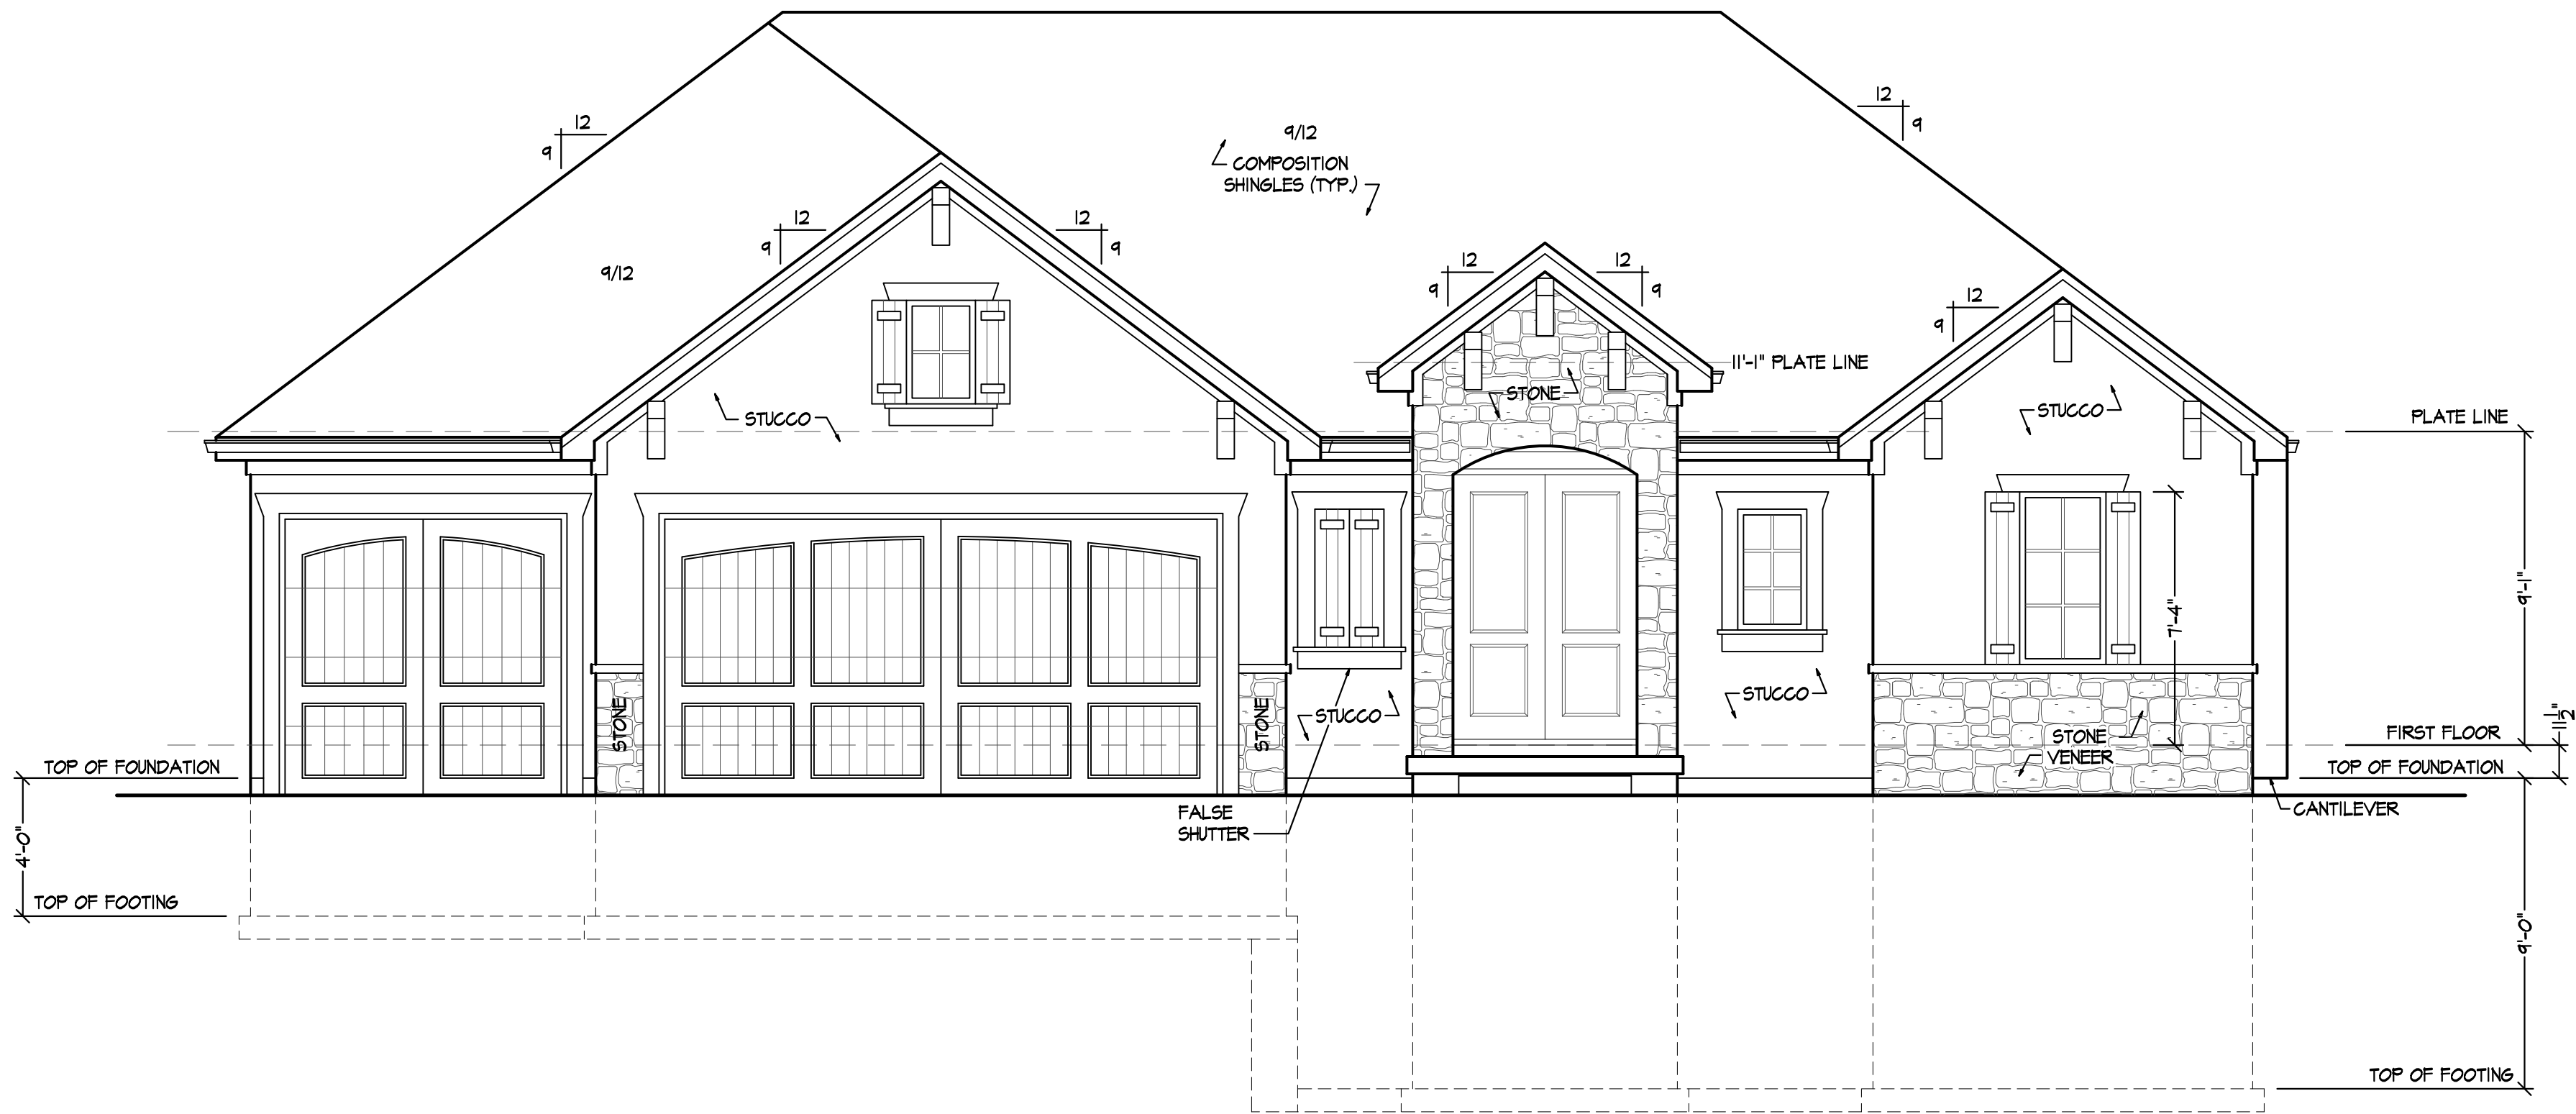 12
9
12
9
9/12
COMPOSITION
SHINGLES (TYP.)
12
9
12
9
9/12
12
9
12
9
12
9
11'-1" PLATE LINE
STUCCO
STONE
STUCCO
PLATE LINE
9'-1"
7'-4"
STONE
STONE
STUCCO
STUCCO
STONE
VENEER
FIRST FLOOR
11 1/2"
TOP OF FOUNDATION
TOP OF FOUNDATION
CANTILEVER
FALSE
SHUTTER
4'-0"
TOP OF FOOTING
9'-0"
TOP OF FOOTING